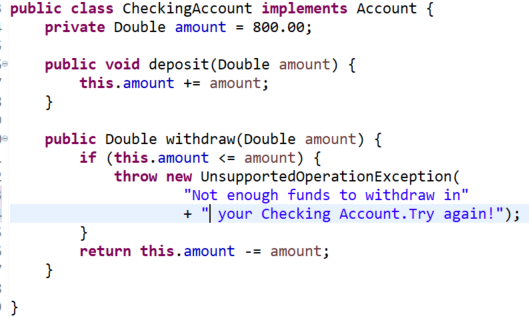 public class CheckingAccount implements Account {
    private Double amount = 800.00;
    public void deposit(Double amount) {
        this.amount += amount;
    }
    public Double withdraw(Double amount) {
        if (this.amount <= amount) {
            throw new UnsupportedOperationException(
                    "Not enough funds to withdraw in"
                    + " your Checking Account.Try again!");
        }
        return this.amount -= amount;
    }
}